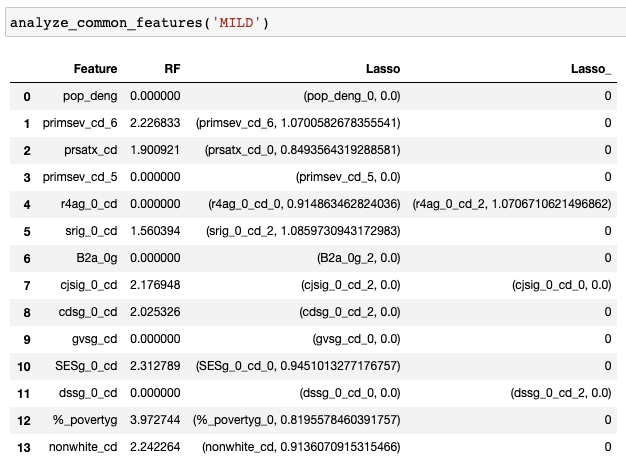 analyze_common_features('MILD')
Feature RF Lasso Lasso_
0 pop_deng 0.000000 (pop_deng_0, 0.0) 0
1 primsev_cd_6 2.226833 (primsev_cd_6, 1.0700582678355541) 0
2 prsatx_cd 1.900921 (prsatx_cd_0, 0.8493564319288581) 0
3 primsev_cd_5 0.000000 (primsev_cd_5, 0.0) 0
4 r4ag_0_cd 0.000000 (r4ag_0_cd_0, 0.914863462824036) (r4ag_0_cd_2, 1.0706710621496862)
5 srig_0_cd 1.560394 (srig_0_cd_2, 1.0859730943172983) 0
6 B2a_0g 0.000000 (B2a_0g_2, 0.0) 0
7 cjsig_0_cd 2.176948 (cjsig_0_cd_2, 0.0) (cjsig_0_cd_0, 0.0)
8 cdsg_0_cd 2.025326 (cdsg_0_cd_2, 0.0) 0
9 gvsg_cd 0.000000 (gvsg_cd_0, 0.0) 0
10 SESg_0_cd 2.312789 (SESg_0_cd_0, 0.9451013277176757) 0
11 dssg_0_cd 0.000000 (dssg_0_cd_0, 0.0) (dssg_0_cd_2, 0.0)
12 %_povertyg 3.972744 (%_povertyg_0, 0.8195578460391757) 0
13 nonwhite_cd 2.242264 (nonwhite_cd, 0.9136070915315466) 0